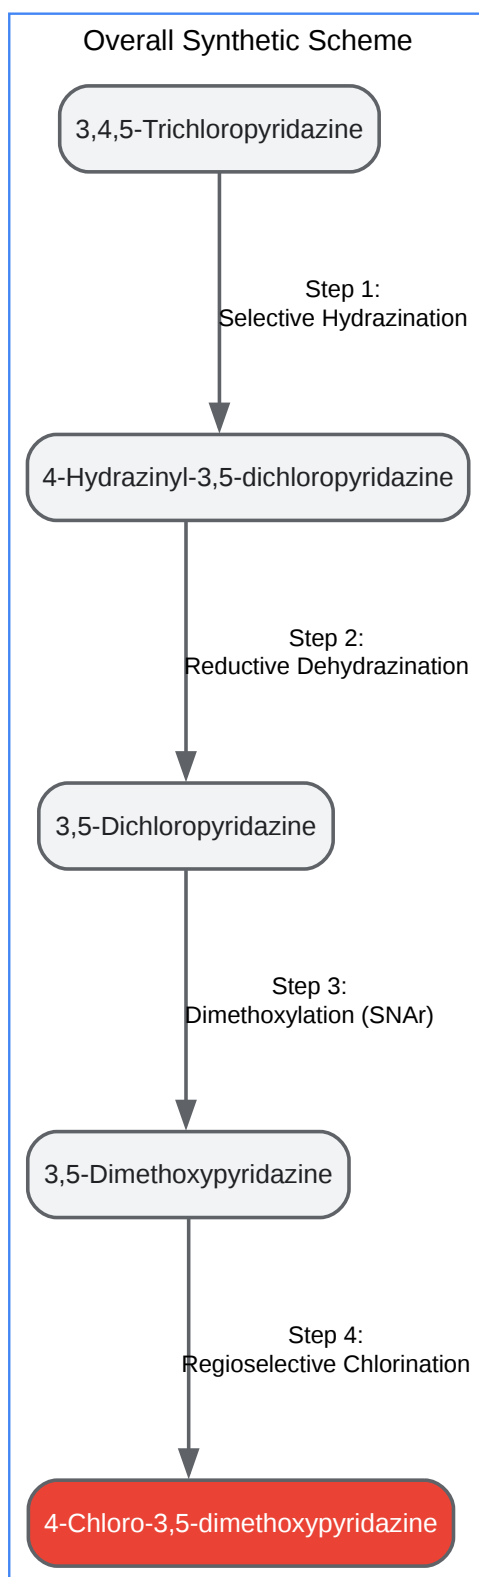 Overall Synthetic Scheme
3,4,5-Trichloropyridazine
Step 1:
Selective Hydrazination
4-Hydrazinyl-3,5-dichloropyridazine
Step 2:
Reductive Dehydrazination
3,5-Dichloropyridazine
Step 3:
Dimethoxylation (SNAr)
3,5-Dimethoxypyridazine
Step 4:
Regioselective Chlorination
4-Chloro-3,5-dimethoxypyridazine